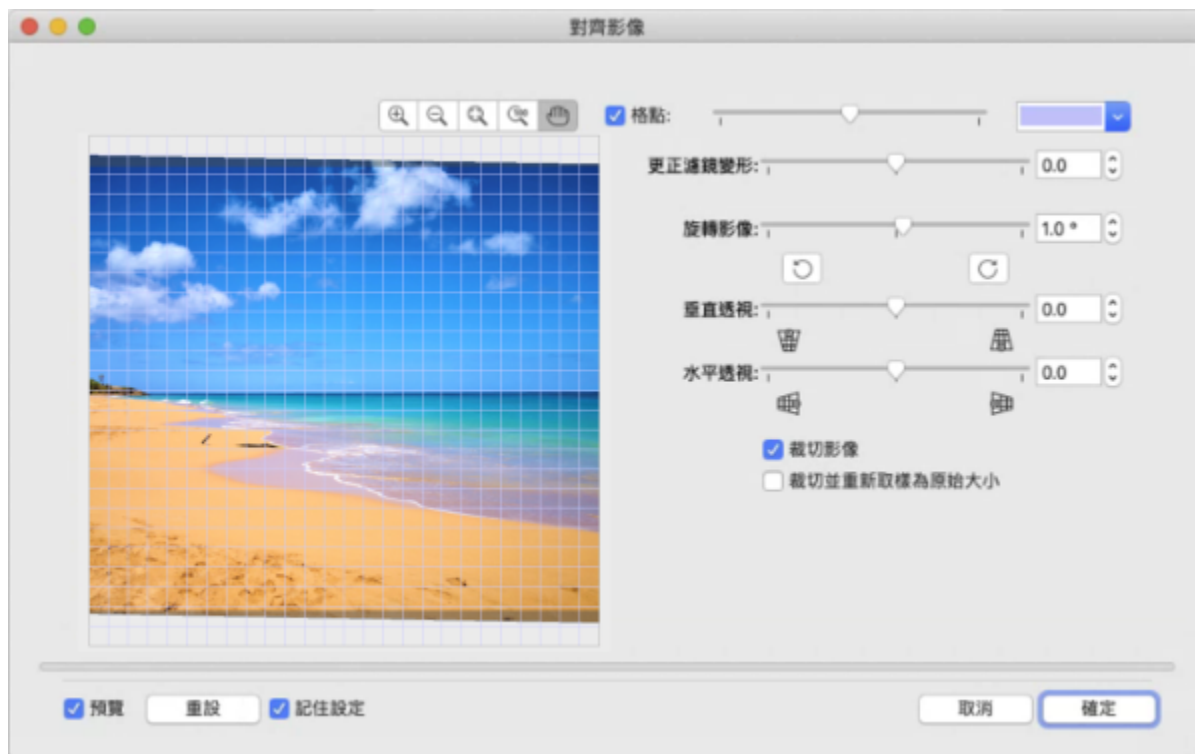 對齊影像
格點:
更正濾鏡變形: 0.0
旋轉影像: 1.0 °
垂直透視: 0.0
水平透視: 0.0
裁切影像
裁切並重新取樣為原始大小
預覽 重設 記住設定 取消 確定